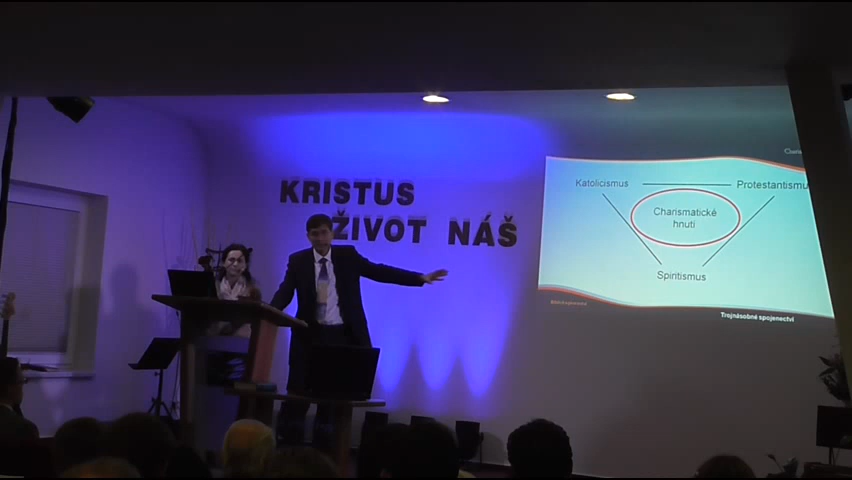 KRISTUS
ŽIVOT NÁŠ
Katolicismus
Protestantismu
Charismatické
hnutí
Spiritismus
Trojnásobné spojenectví